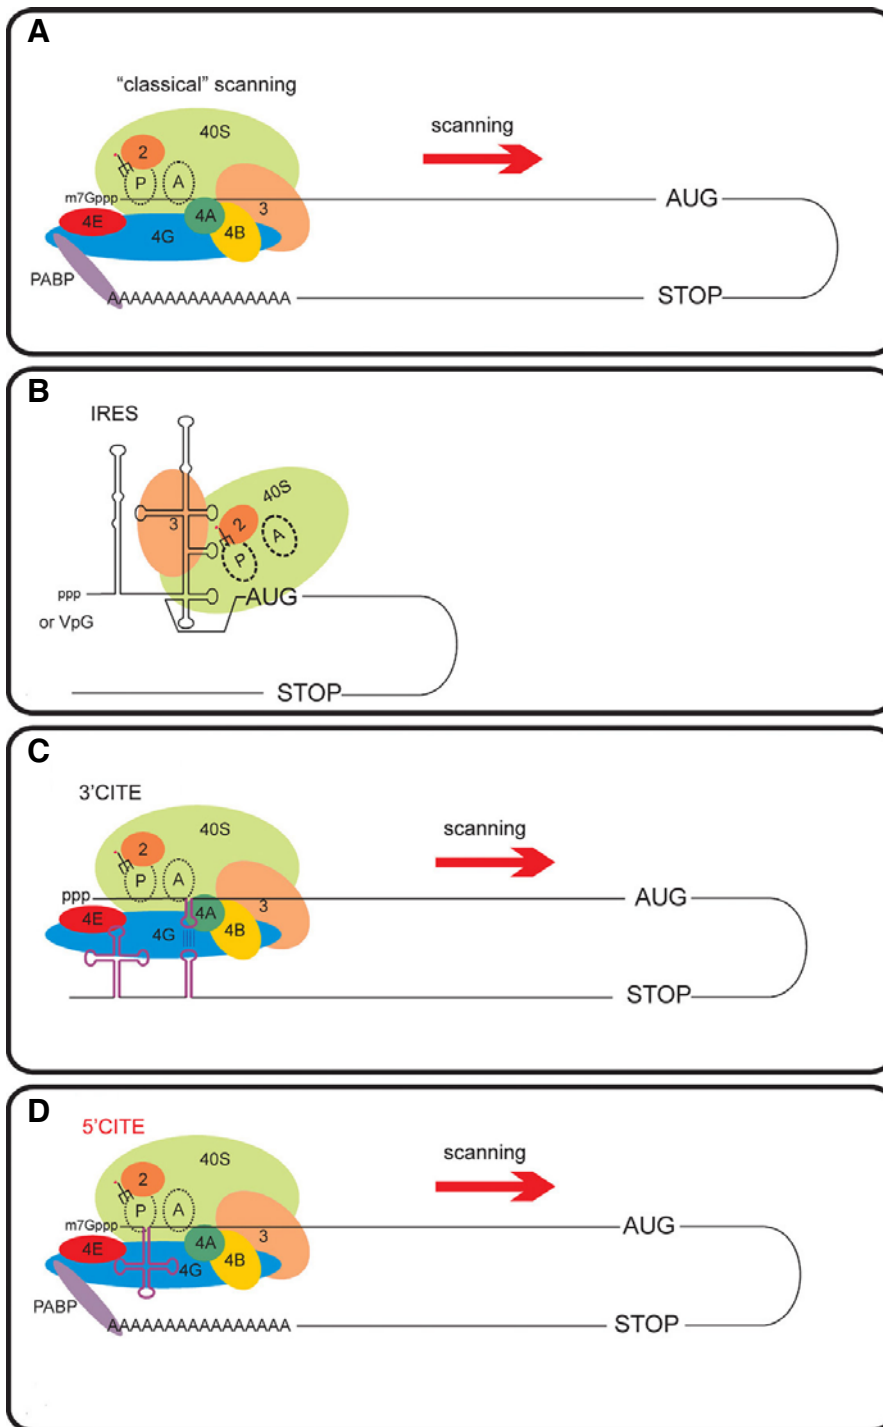 A
“classical” scanning
40S
scanning
2
P
A
m7Gppp
AUG
4E
4G
4A
4B
3
PABP
AAAAAAAAAAAAAAAA
STOP
B
IRES
40S
3
2
A
P
ppp
AUG
or VpG
STOP
C
3’CITE
40S
scanning
2
P
A
ppp
AUG
4E
4G
4A
4B
3
STOP
D
5’CITE
40S
scanning
2
P
A
m7Gppp
AUG
4E
4G
4A
4B
3
PABP
AAAAAAAAAAAAAAAA
STOP